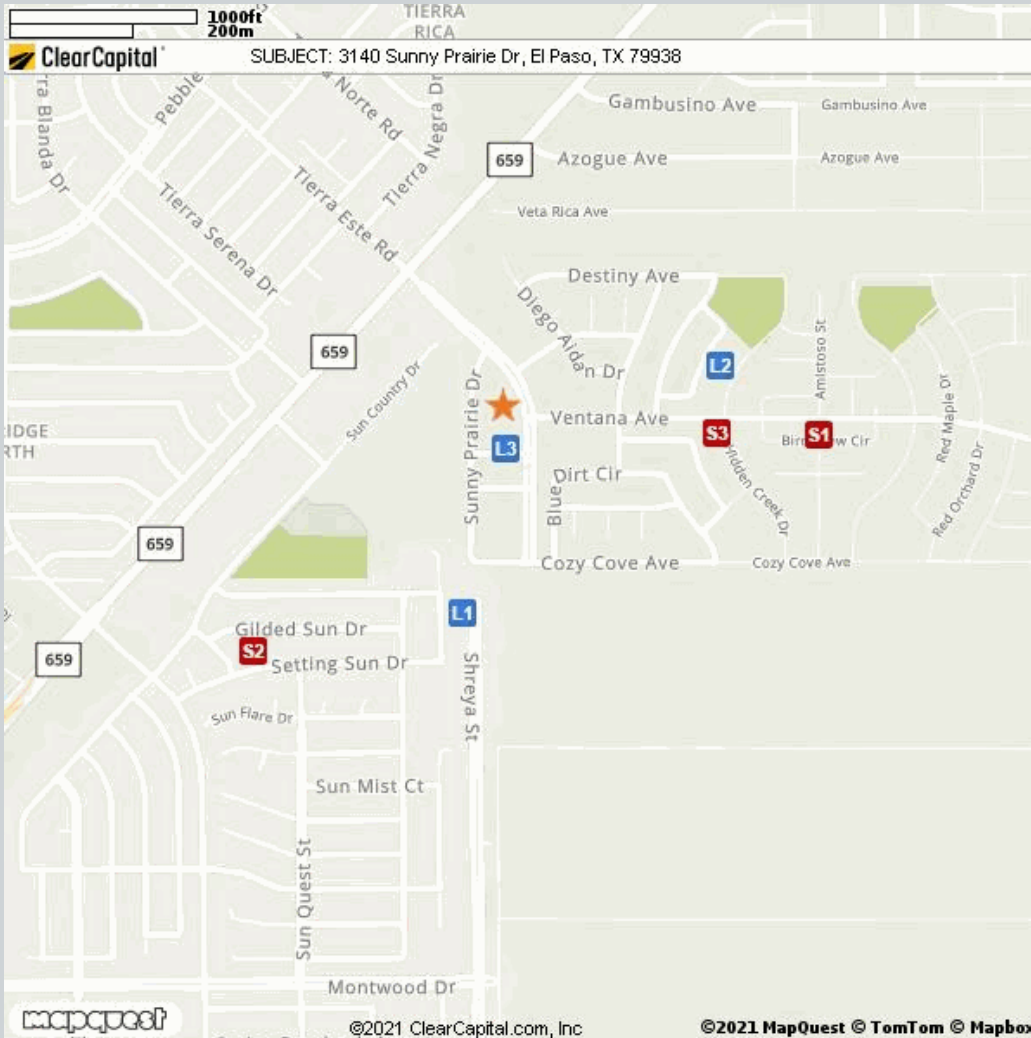 1000ft
200m
TIERRA
RICA
ClearCapital
SUBJECT: 3140 Sunny Prairie Dr, El Paso, TX 79938
Pebble
Norte Rd
Tierra Negra Dr
Gambusino Ave
Gambusino Ave
rra Blanda Dr
659
Azogue Ave
Azogue Ave
Tierra Serena Dr
Tierra Este Rd
Veta Rica Ave
Destiny Ave
Diego Aidan Dr
659
L2
Amistoso St
Sun Country Dr
Sunny Prairie Dr
Ventana Ave
Red Maple Dr
RIDGE
RTH
L3
S3
S1
Cir
Dirt Cir
Blue
Hidden Creek Dr
Red Orchard Dr
659
Cozy Cove Ave
Cozy Cove Ave
L1
Gilded Sun Dr
S2
659
Setting Sun Dr
Shreya St
Sun Flare Dr
Sun Mist Ct
Sun Quest St
Montwood Dr
mapquest
©2021 ClearCapital.com, Inc
©2021 MapQuest © TomTom © Mapbox